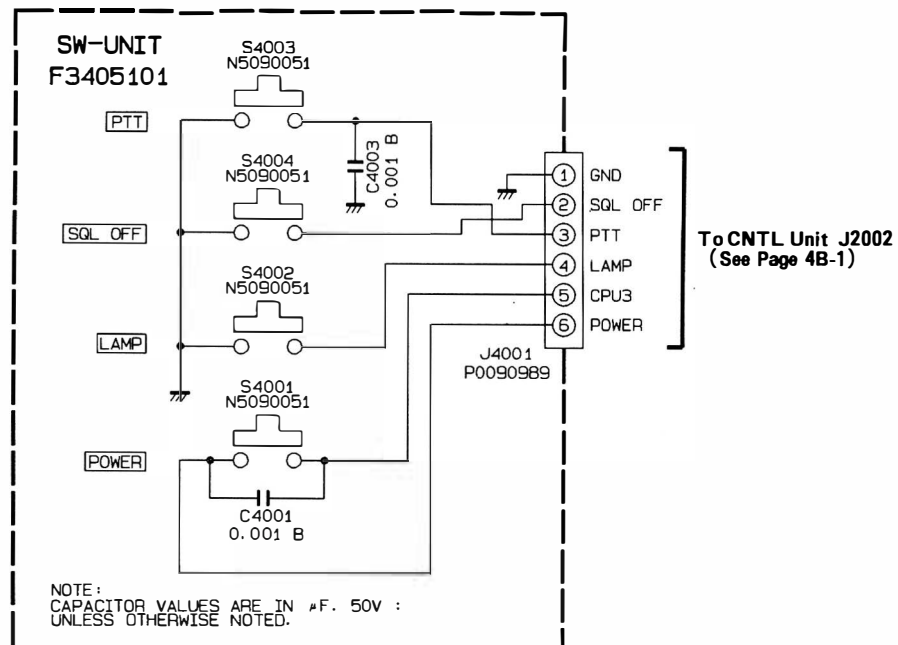 SW-UNIT
F3405101
S4003
N5090051
PTT
C4003
0.001 B
S4004
N5090051
SQL OFF
S4002
N5090051
LAMP
S4001
N5090051
POWER
C4001
0.001 B
1 GND
2 SQL OFF
3 PTT
4 LAMP
5 CPU3
6 POWER
J4001
P0090989
To CNTL Unit J2002
(See Page 4B-1)
NOTE:
CAPACITOR VALUES ARE IN µF. 50V :
UNLESS OTHERWISE NOTED.